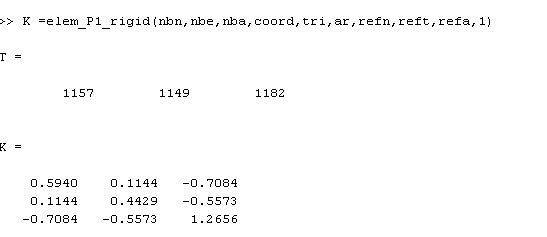 >> K =elem_P1_rigid(nbn,nbe,nba,coord,tri,ar,refn,reft,refa,1)
T =
1157 1149 1182
K =
0.5940 0.1144 -0.7084
0.1144 0.4429 -0.5573
-0.7084 -0.5573 1.2656